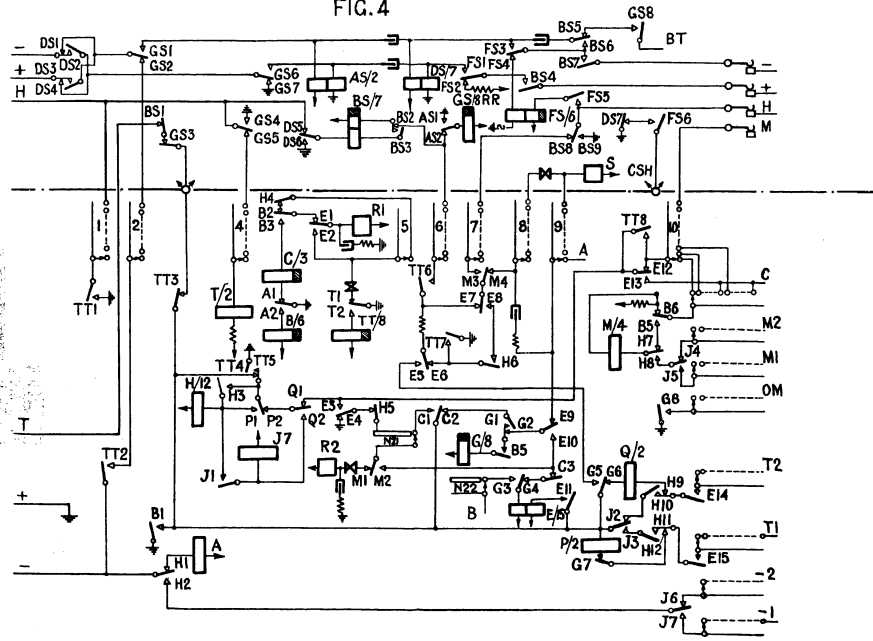 FIG. 4
GS8
BS5
BT
DS1
GS1
FS3
BS6
−
DS2
GS2
FS4
BS7
−
+
DS3
GS6
AS/2
DS/7
FS1
BS4
+
H
DS4
GS7
FS2
BS/7
BS2
AS1
GS/8RR
FS5
H
BS1
GS4
DS5
FS/6
DS7
FS6
M
GS3
GS5
DS6
BS3
AS2
BS8
BS9
S
CSH
H4
1
2
4
B2
E1
R1
5
6
7
8
9
TT8
10
B3
E2
A
TT3
TT6
M3
M4
E12
C/3
E13
C
TT1
T/2
A1
T1
E7
E8
B6
A2
T2
M/4
B5
M2
B/6
TT/8
TT7
H7
J4
TT5
H6
H8
M1
TT4
E5
E6
J5
H/12
H3
Q1
E3
H5
G8
OM
T
P1
P2
Q2
E4
C1
C2
G1
G2
E9
N21
TT2
J7
R2
G/8
B5
E10
Q/2
T2
J1
M1
M2
C3
G5
G6
H9
N22
G3
G4
E11
H10
E14
+
B
E/15
J2
H11
T1
B1
A
P/2
J3
H12
E15
H1
G7
−
H2
−2
J6
J7
−1